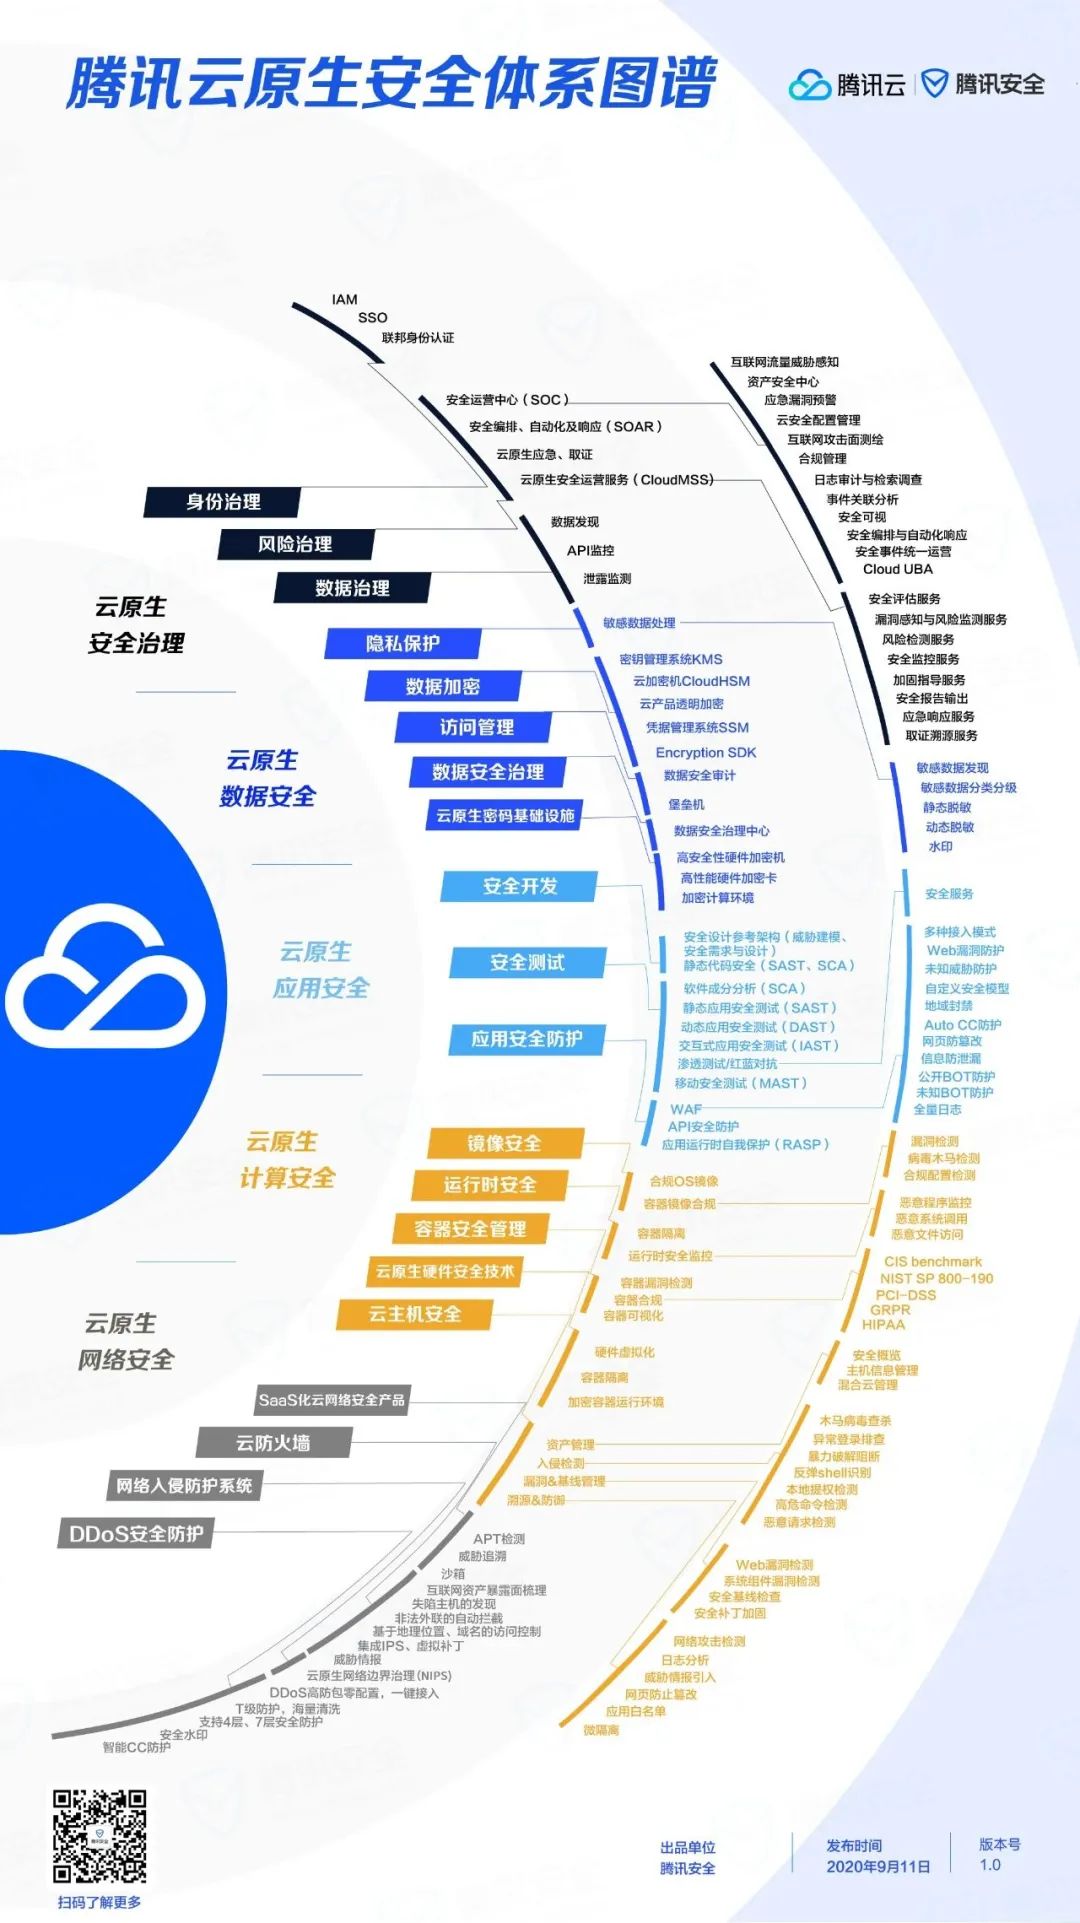 腾讯云原生安全体系图谱
腾讯云
腾讯安全
IAM
SSO
联邦身份认证
安全运营中心（SOC）
安全编排、自动化及响应（SOAR）
云原生应急、取证
云原生安全运营服务（CloudMSS）
数据发现
API监控
泄露监测
身份治理
风险治理
数据治理
云原生
安全治理
互联网流量威胁感知
资产安全中心
应急漏洞预警
云安全配置管理
互联网攻击面测绘
合规管理
日志审计与检索调查
事件关联分析
安全可视
安全编排与自动化响应
安全事件统一运营
Cloud UBA
安全评估服务
漏洞感知与风险监测服务
风险检测服务
安全监控服务
加固指导服务
安全报告输出
应急响应服务
取证溯源服务
隐私保护
数据加密
访问管理
数据安全治理
云原生密码基础设施
云原生
数据安全
敏感数据处理
密钥管理系统KMS
云加密机CloudHSM
云产品透明加密
凭据管理系统SSM
Encryption SDK
数据安全审计
堡垒机
数据安全治理中心
高安全性硬件加密机
高性能硬件加密卡
加密计算环境
敏感数据发现
敏感数据分类分级
静态脱敏
动态脱敏
水印
安全开发
安全测试
应用安全防护
云原生
应用安全
安全设计参考架构（威胁建模、
安全需求与设计）
静态代码安全（SAST、SCA）
软件成分分析（SCA）
静态应用安全测试（SAST）
动态应用安全测试（DAST）
交互式应用安全测试（IAST）
渗透测试/红蓝对抗
移动安全测试（MAST）
WAF
API安全防护
应用运行时自我保护（RASP）
安全服务
多种接入模式
Web漏洞防护
未知威胁防护
自定义安全模型
地域封禁
Auto CC防护
网页防篡改
信息防泄漏
公开BOT防护
未知BOT防护
全量日志
镜像安全
运行时安全
容器安全管理
云原生硬件安全技术
云主机安全
云原生
计算安全
合规OS镜像
容器镜像合规
容器隔离
运行时安全监控
容器漏洞检测
容器合规
容器可视化
硬件虚拟化
容器隔离
加密容器运行环境
资产管理
入侵检测
漏洞&基线管理
溯源&防御
漏洞检测
病毒木马检测
合规配置检测
恶意程序监控
恶意系统调用
恶意文件访问
CIS benchmark
NIST SP 800-190
PCI-DSS
GRPR
HIPAA
安全概览
主机信息管理
混合云管理
木马病毒查杀
异常登录排查
暴力破解阻断
反弹shell识别
本地提权检测
高危命令检测
恶意请求检测
Web漏洞检测
系统组件漏洞检测
安全基线检查
安全补丁加固
网络攻击检测
日志分析
威胁情报引入
网页防止篡改
应用白名单
微隔离
云原生
网络安全
SaaS化云网络安全产品
云防火墙
网络入侵防护系统
DDoS安全防护
APT检测
威胁追溯
沙箱
互联网资产暴露面梳理
失陷主机的发现
非法外联的自动拦截
基于地理位置、域名的访问控制
集成IPS、虚拟补丁
威胁情报
云原生网络边界治理（NIPS）
DDoS高防包零配置，一键接入
T级防护，海量清洗
支持4层、7层安全防护
安全水印
智能CC防护
扫码了解更多
出品单位
腾讯安全
发布时间
2020年9月11日
版本号
1.0